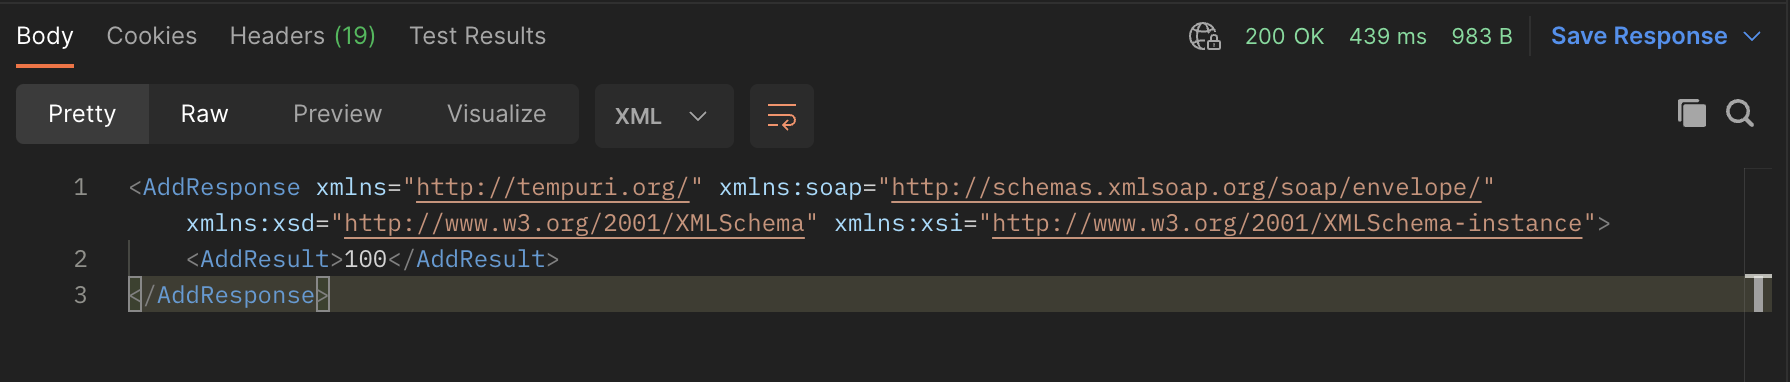 Body Cookies Headers (19) Test Results 200 OK 439 ms 983 B Save Response
Pretty Raw Preview Visualize XML
1 <AddResponse xmlns="http://tempuri.org/" xmlns:soap="http://schemas.xmlsoap.org/soap/envelope/"
xmlns:xsd="http://www.w3.org/2001/XMLSchema" xmlns:xsi="http://www.w3.org/2001/XMLSchema-instance">
2 <AddResult>100</AddResult>
3 </AddResponse>